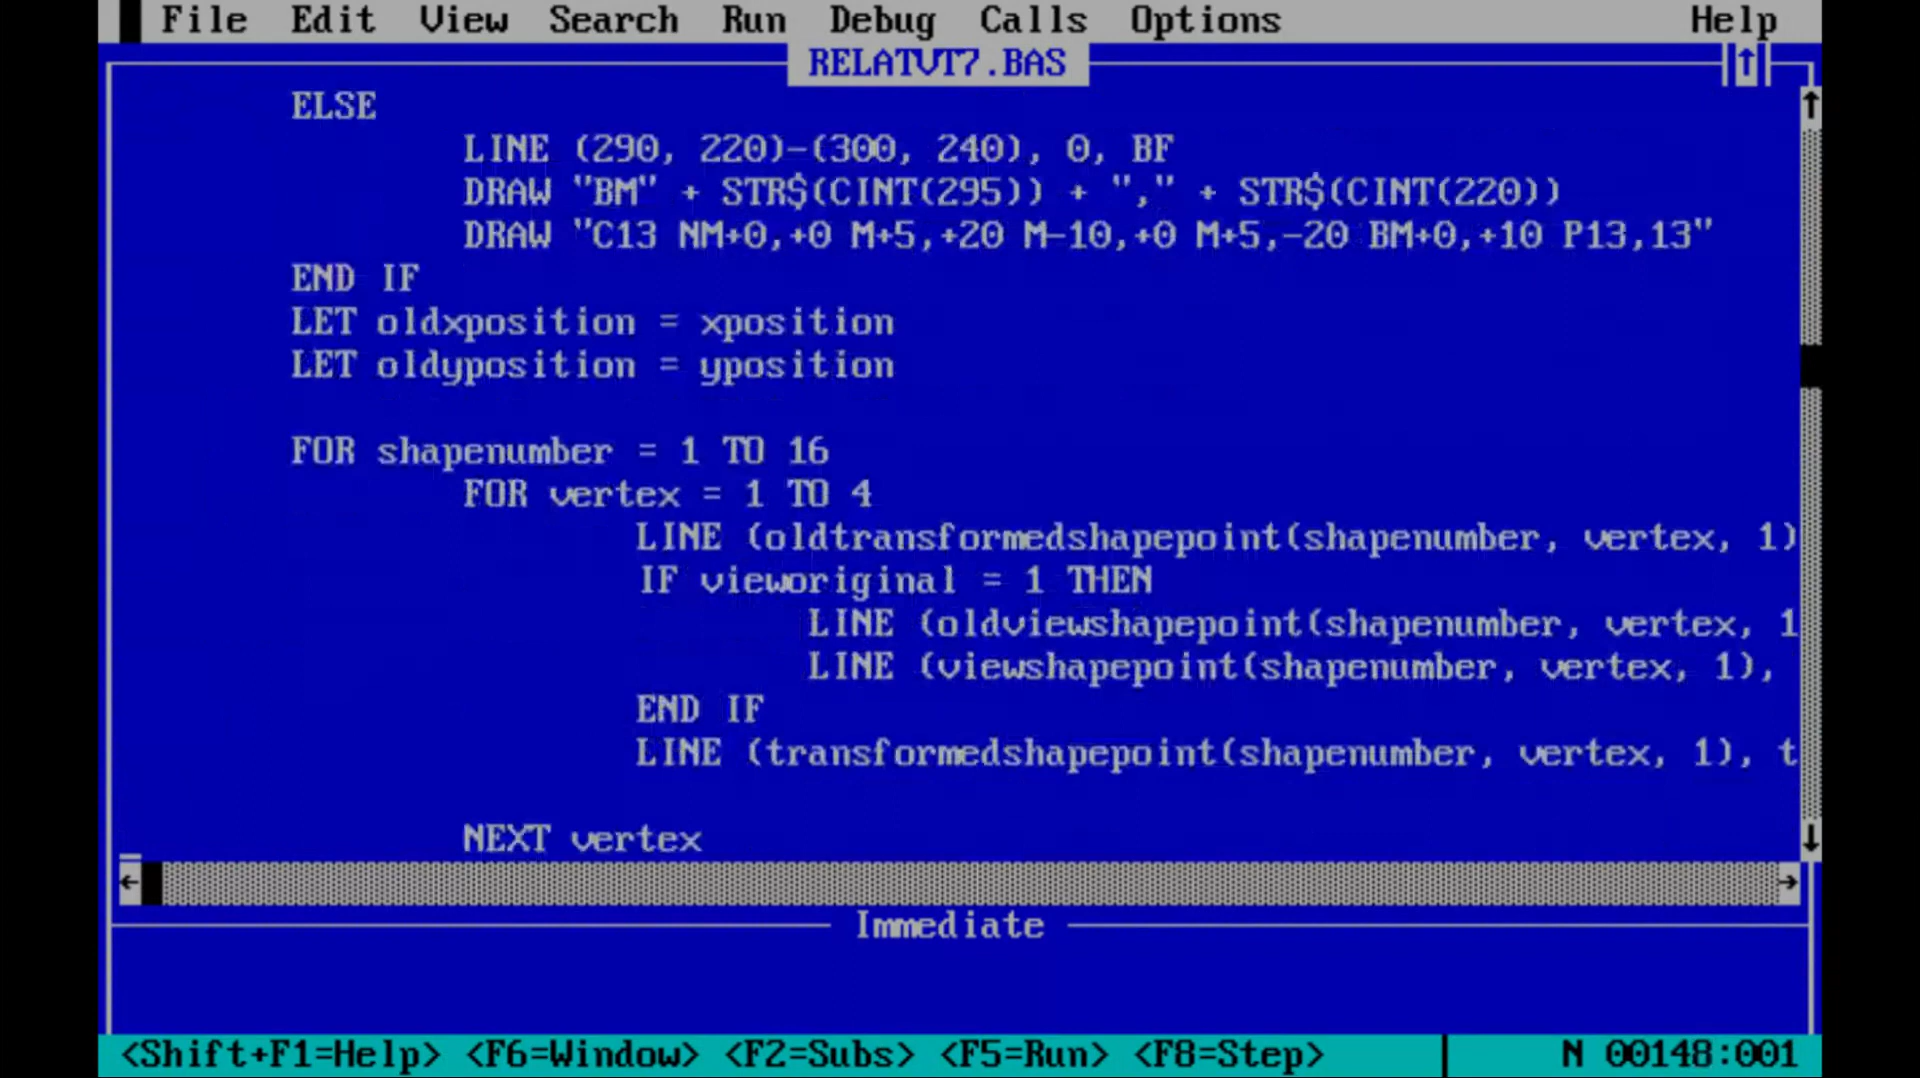 File Edit View Search Run Debug Calls Options Help
RELATVT7.BAS
ELSE
LINE (290, 220)-(300, 240), 0, BF
DRAW "BM" + STR$(CINT(295)) + "," + STR$(CINT(220))
DRAW "C13 NM+0,+0 M+5,+20 M-10,+0 M+5,-20 BM+0,+10 P13,13"
END IF
LET oldxposition = xposition
LET oldyposition = yposition
FOR shapenumber = 1 TO 16
FOR vertex = 1 TO 4
LINE (oldtransformedshapepoint(shapenumber, vertex, 1)
IF vieworiginal = 1 THEN
LINE (oldviewshapepoint(shapenumber, vertex, 1
LINE (viewshapepoint(shapenumber, vertex, 1),
END IF
LINE (transformedshapepoint(shapenumber, vertex, 1), t
NEXT vertex
Immediate
<Shift+F1=Help> <F6=Window> <F2=Subs> <F5=Run> <F8=Step> N 00148:001